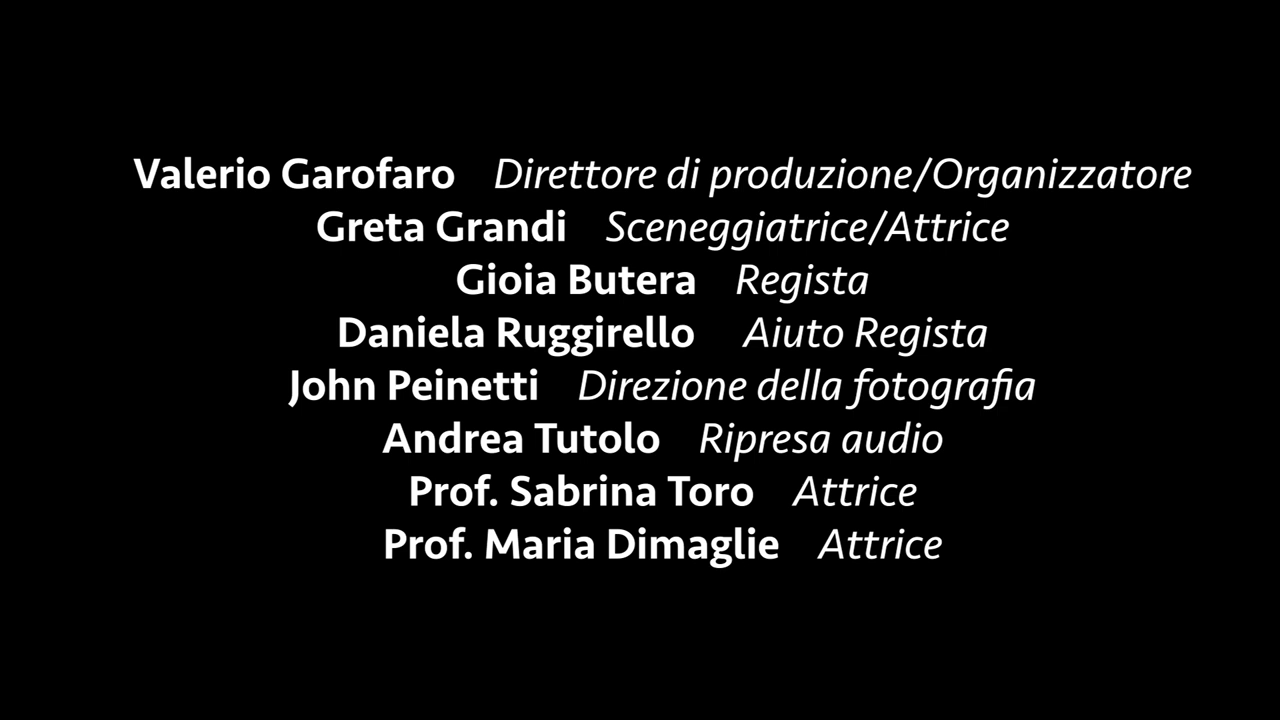 Valerio Garofaro Direttore di produzione/Organizzatore
Greta Grandi Sceneggiatrice/Attrice
Gioia Butera Regista
Daniela Ruggirello Aiuto Regista
John Peinetti Direzione della fotografia
Andrea Tutolo Ripresa audio
Prof. Sabrina Toro Attrice
Prof. Maria Dimaglie Attrice